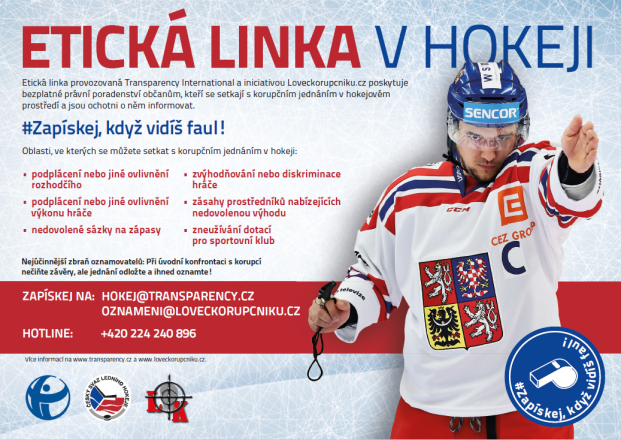 ETICKÁ LINKA V HOKEJI
Etická linka provozovaná Transparency International a iniciativou Loveckorupcniku.cz poskytuje
bezplatné právní poradenství občanům, kteří se setkají s korupčním jednáním v hokejovém
prostředí a jsou ochotni o něm informovat.
#Zapískej, když vidíš faul!
Oblasti, ve kterých se můžete setkat s korupčním jednáním v hokeji:
• podplácení nebo jiné ovlivnění
rozhodčího
• podplácení nebo jiné ovlivnění
výkonu hráče
• nedovolené sázky na zápasy
• zvýhodňování nebo diskriminace
hráče
• zásahy prostředníků nabízejících
nedovolenou výhodu
• zneužívání dotací
pro sportovní klub
Nejúčinnější zbraň oznamovatelů: Při úvodní konfrontaci s korupcí
nečiňte závěry, ale jednání odložte a ihned oznamte!
ZAPÍSKEJ NA: HOKEJ@TRANSPARENCY.CZ
OZNAMENI@LOVECKORUPCNIKU.CZ
HOTLINE: +420 224 240 896
Více informací na www.transparency.cz a www.loveckorupcniku.cz.
ČESKÝ SVAZ LEDNÍHO HOKEJE
LK
SENCOR
CCM
CEZ GROUP
C
televize
#Zapískej, když vidíš faul!